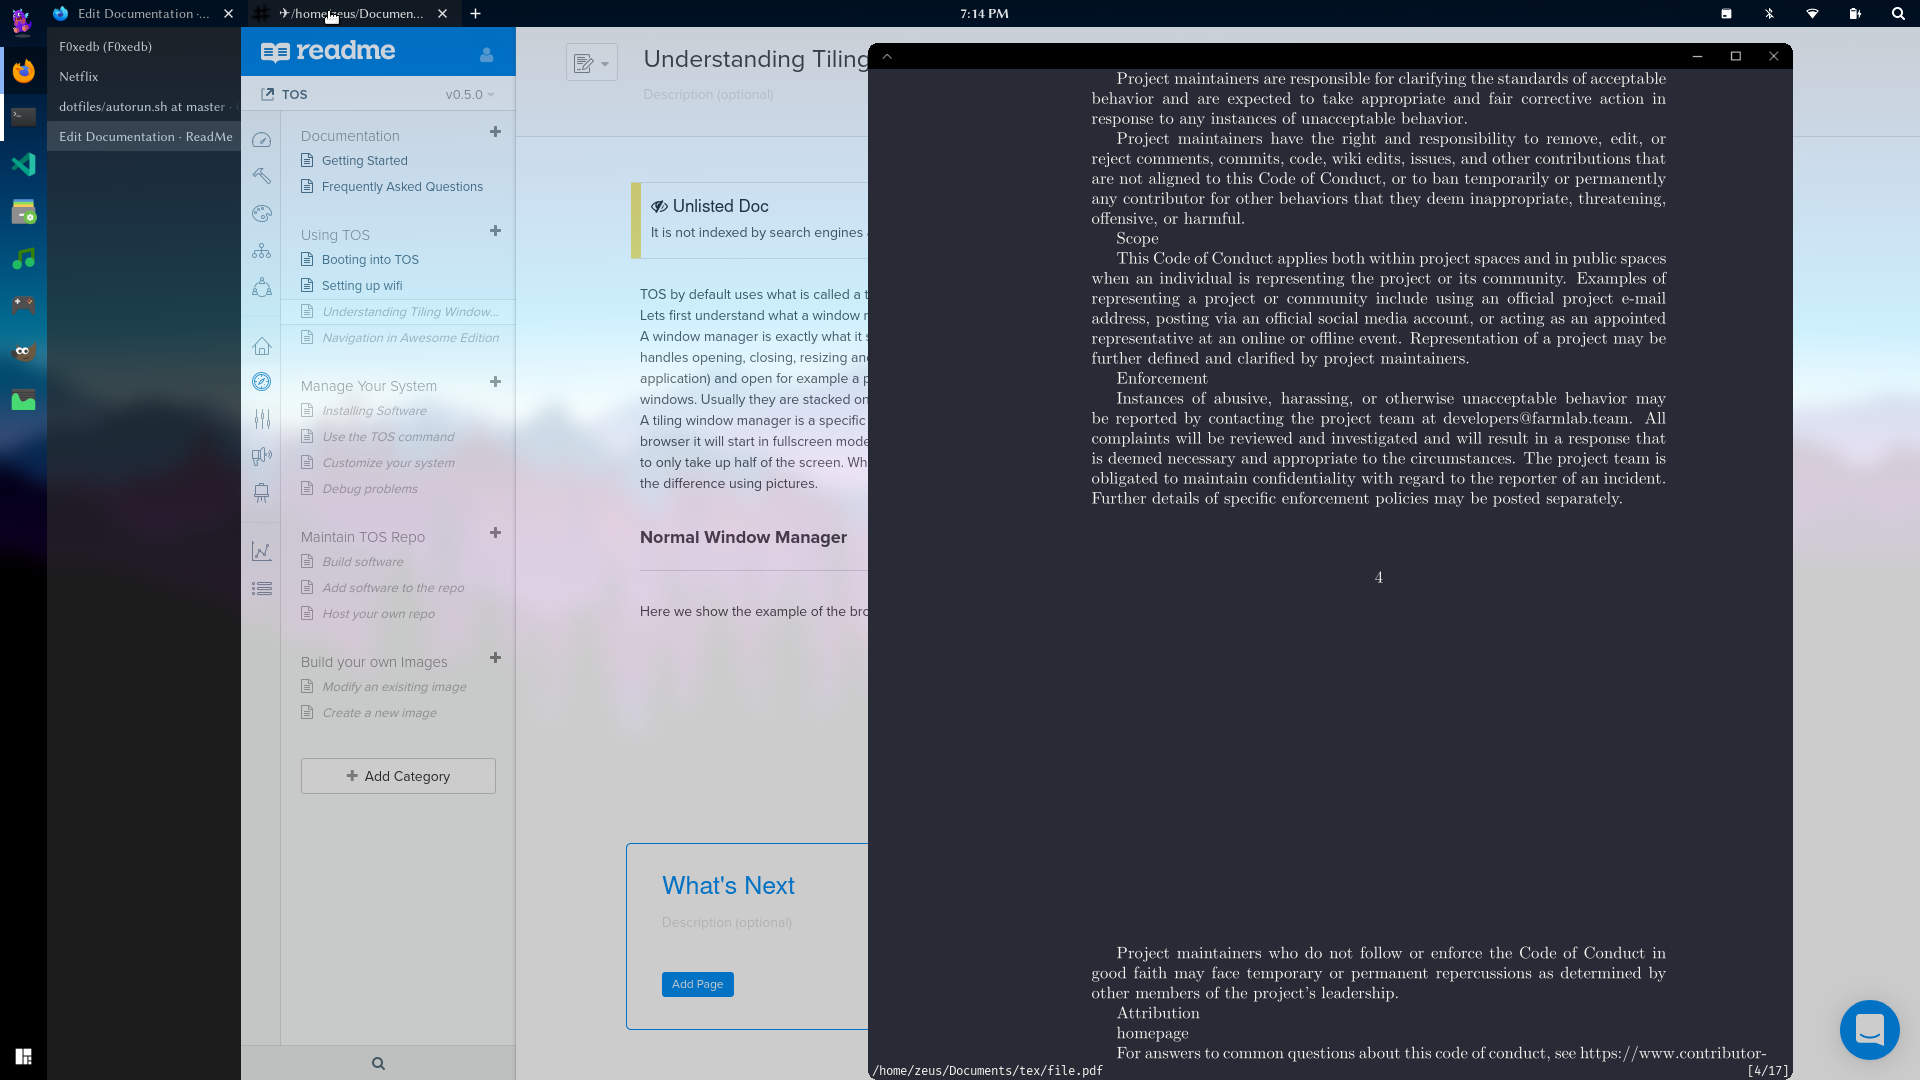 Edit Documentation ·...
✈/home/zeus/Documen...
7:14 PM
F0xedb (F0xedb)
Netflix
dotfiles/autorun.sh at master ·
Edit Documentation · ReadMe
readme
TOS
v0.5.0
Documentation
Getting Started
Frequently Asked Questions
Using TOS
Booting into TOS
Setting up wifi
Understanding Tiling Window...
Navigation in Awesome Edition
Manage Your System
Installing Software
Use the TOS command
Customize your system
Debug problems
Maintain TOS Repo
Build software
Add software to the repo
Host your own repo
Build your own Images
Modify an exisiting image
Create a new image
Add Category
Understanding Tiling
Description (optional)
Unlisted Doc
It is not indexed by search engines
TOS by default uses what is called a t
Lets first understand what a window
A window manager is exactly what it
handles opening, closing, resizing an
application) and open for example a p
windows. Usually they are stacked on
A tiling window manager is a specific
browser it will start in fullscreen mode
to only take up half of the screen. Wh
the difference using pictures.
Normal Window Manager
Here we show the example of the bro
What's Next
Description (optional)
Add Page
Project maintainers are responsible for clarifying the standards of acceptable
behavior and are expected to take appropriate and fair corrective action in
response to any instances of unacceptable behavior.
Project maintainers have the right and responsibility to remove, edit, or
reject comments, commits, code, wiki edits, issues, and other contributions that
are not aligned to this Code of Conduct, or to ban temporarily or permanently
any contributor for other behaviors that they deem inappropriate, threatening,
offensive, or harmful.
Scope
This Code of Conduct applies both within project spaces and in public spaces
when an individual is representing the project or its community. Examples of
representing a project or community include using an official project e-mail
address, posting via an official social media account, or acting as an appointed
representative at an online or offline event. Representation of a project may be
further defined and clarified by project maintainers.
Enforcement
Instances of abusive, harassing, or otherwise unacceptable behavior may
be reported by contacting the project team at developers@farmlab.team. All
complaints will be reviewed and investigated and will result in a response that
is deemed necessary and appropriate to the circumstances. The project team is
obligated to maintain confidentiality with regard to the reporter of an incident.
Further details of specific enforcement policies may be posted separately.
4
Project maintainers who do not follow or enforce the Code of Conduct in
good faith may face temporary or permanent repercussions as determined by
other members of the project's leadership.
Attribution
homepage
For answers to common questions about this code of conduct, see https://www.contributor-
/home/zeus/Documents/tex/file.pdf
[4/17]